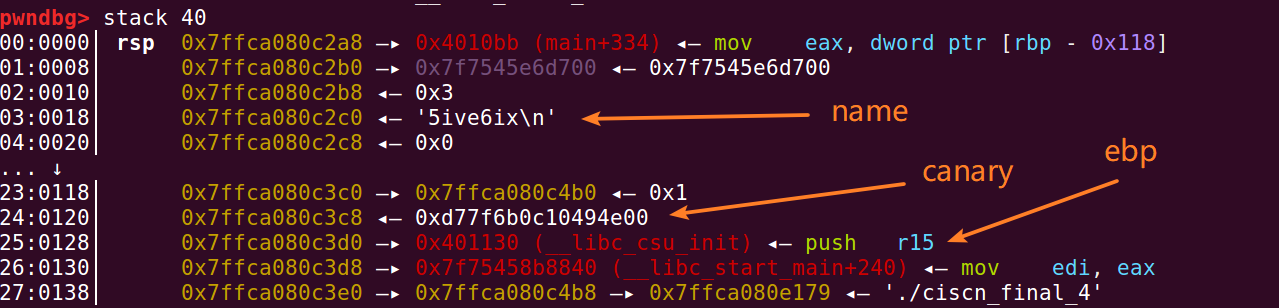 pwndbg> stack 40
00:0000│ rsp 0x7ffca080c2a8 —▸ 0x4010bb (main+334) ◂— mov eax, dword ptr [rbp - 0x118]
01:0008│ 0x7ffca080c2b0 —▸ 0x7f7545e6d700 ◂— 0x7f7545e6d700
02:0010│ 0x7ffca080c2b8 ◂— 0x3
03:0018│ 0x7ffca080c2c0 ◂— '5ive6ix\n' name
04:0020│ 0x7ffca080c2c8 ◂— 0x0
... ↓ ebp
23:0118│ 0x7ffca080c3c0 —▸ 0x7ffca080c4b0 ◂— 0x1 canary
24:0120│ 0x7ffca080c3c8 ◂— 0xd77f6b0c10494e00
25:0128│ 0x7ffca080c3d0 —▸ 0x401130 (__libc_csu_init) ◂— push r15
26:0130│ 0x7ffca080c3d8 —▸ 0x7f75458b8840 (__libc_start_main+240) ◂— mov edi, eax
27:0138│ 0x7ffca080c3e0 —▸ 0x7ffca080c4b8 —▸ 0x7ffca080e179 ◂— './ciscn_final_4'